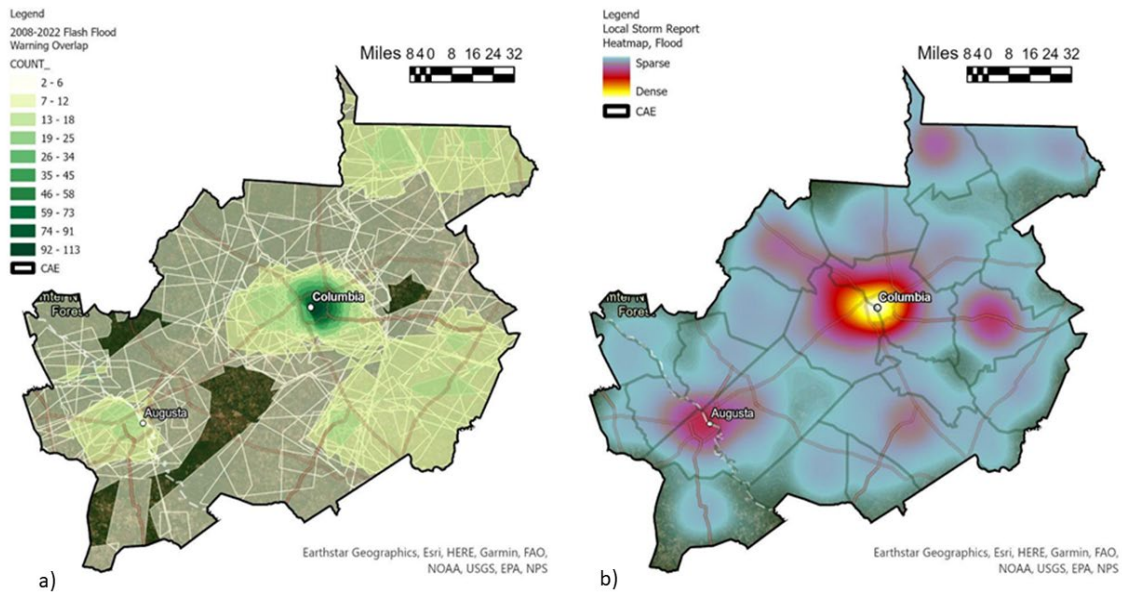 Legend
2008-2022 Flash Flood
Warning Overlap
COUNT_
2 - 6
7 - 12
13 - 18
19 - 25
26 - 34
35 - 45
46 - 58
59 - 73
74 - 91
92 - 113
CAE
Miles 8 4 0 8 16 24 32
Columbia
Fores
Augusta
Earthstar Geographics, Esri, HERE, Garmin, FAO,
NOAA, USGS, EPA, NPS
a)
Legend
Local Storm Report
Heatmap, Flood
Sparse
Dense
CAE
Miles 8 4 0 8 16 24 32
Columbia
Fores
Augusta
Earthstar Geographics, Esri, HERE, Garmin, FAO,
NOAA, USGS, EPA, NPS
b)